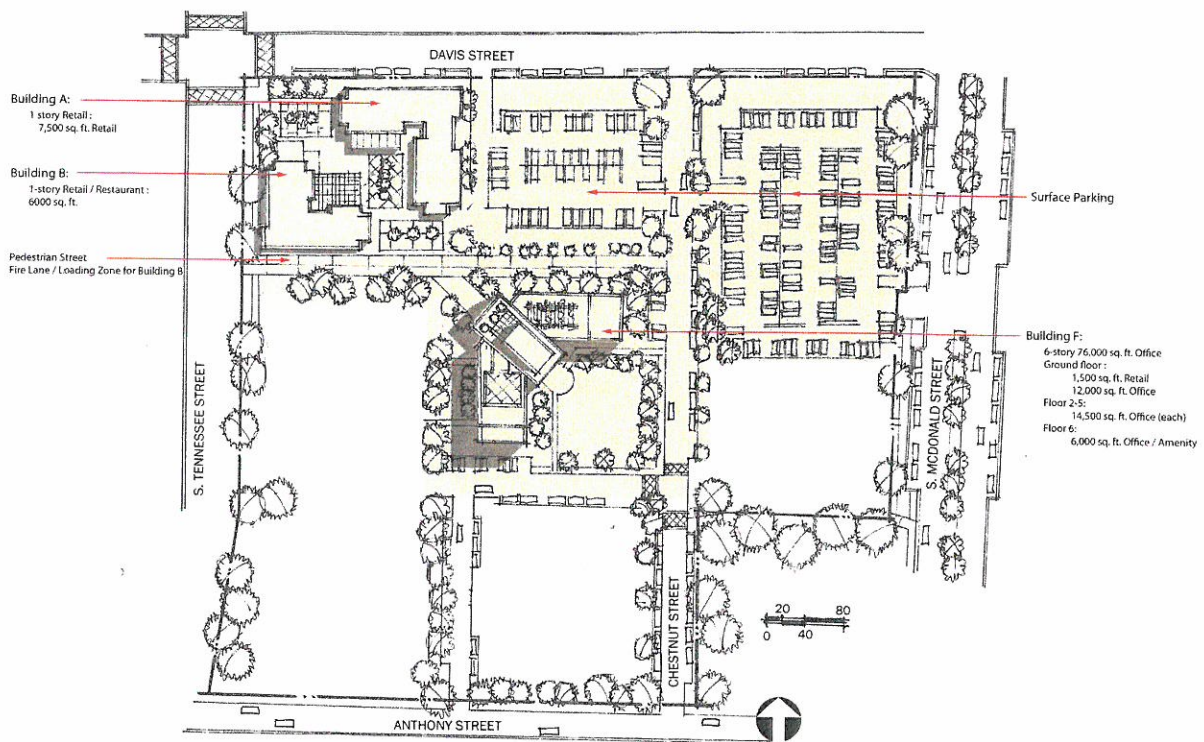 DAVIS STREET
Building A:
1 story Retail :
7,500 sq. ft. Retail
Building B:
1-story Retail / Restaurant :
6000 sq. ft.
Pedestrian Street
Fire Lane / Loading Zone for Building B
Surface Parking
Building F:
6-story 76,000 sq. ft. Office
Ground floor :
1,500 sq. ft. Retail
12,000 sq. ft. Office
Floor 2-5:
14,500 sq. ft. Office (each)
Floor 6:
6,000 sq. ft. Office / Amenity
S. TENNESSEE STREET
S. MCDONALD STREET
CHESTNUT STREET
20 80
0 40
ANTHONY STREET